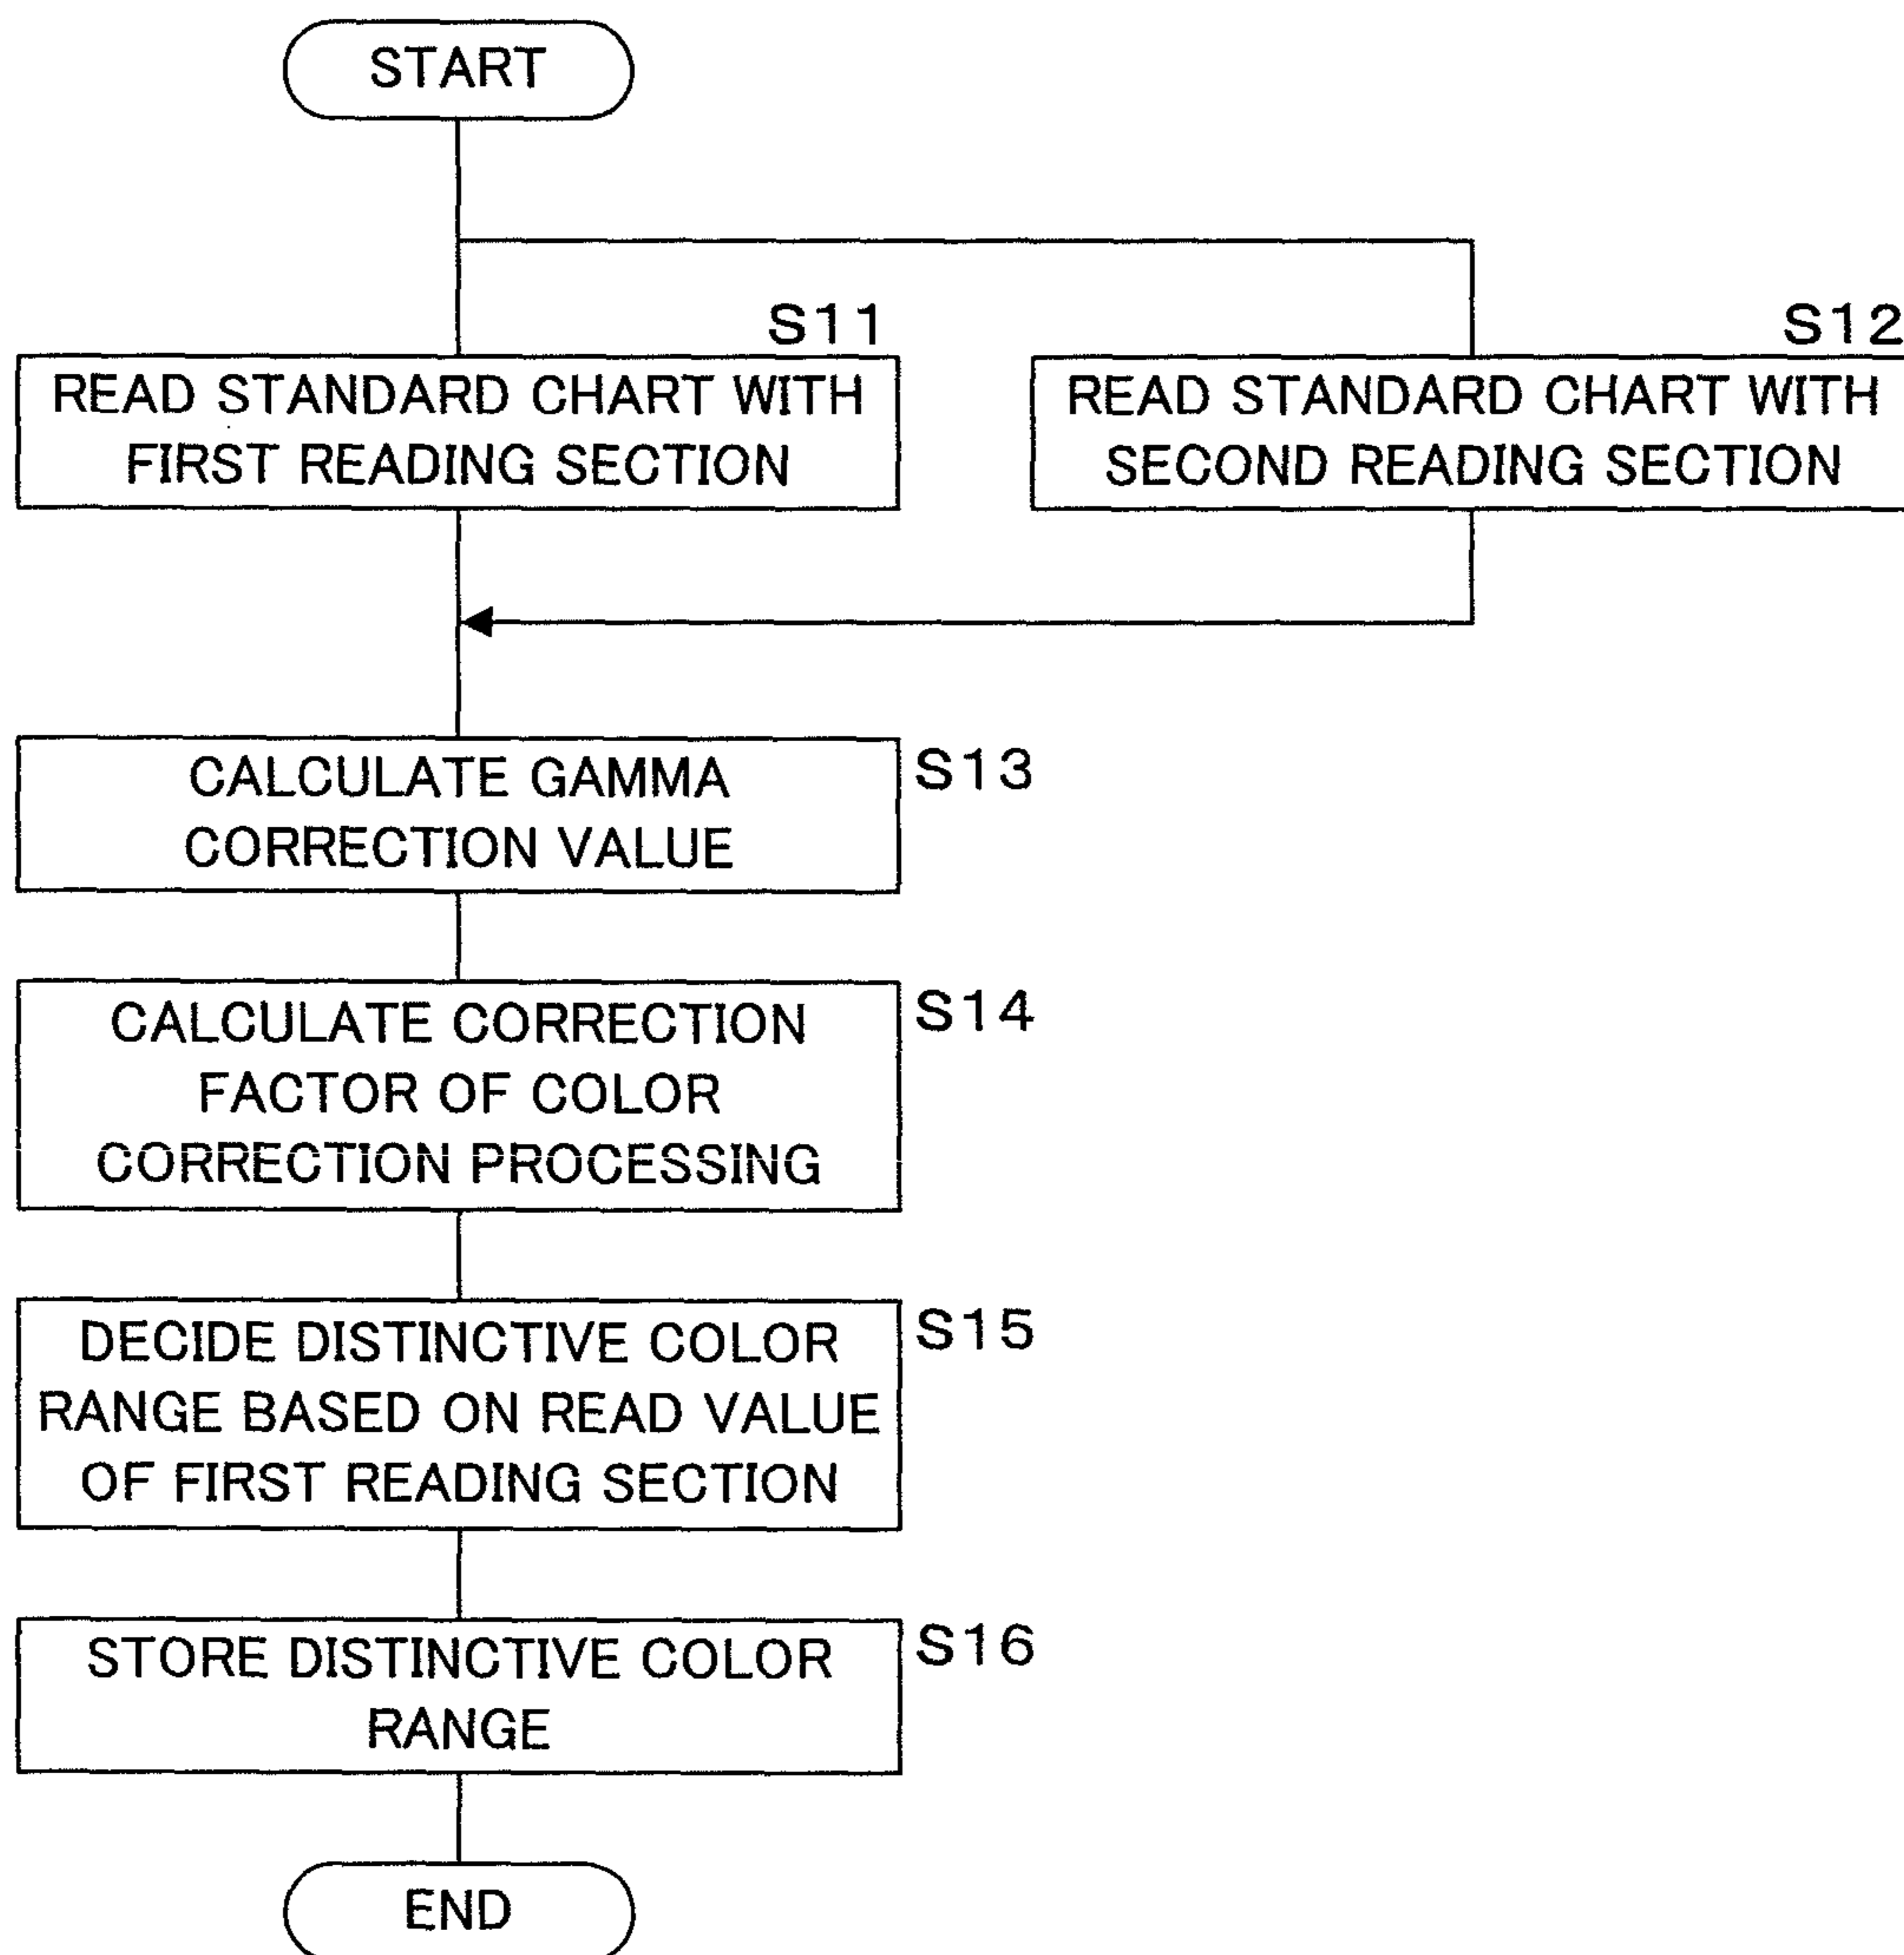 START
S11
READ STANDARD CHART WITH
FIRST READING SECTION
S12
READ STANDARD CHART WITH
SECOND READING SECTION
S13
CALCULATE GAMMA
CORRECTION VALUE
S14
CALCULATE CORRECTION
FACTOR OF COLOR
CORRECTION PROCESSING
S15
DECIDE DISTINCTIVE COLOR
RANGE BASED ON READ VALUE
OF FIRST READING SECTION
S16
STORE DISTINCTIVE COLOR
RANGE
END